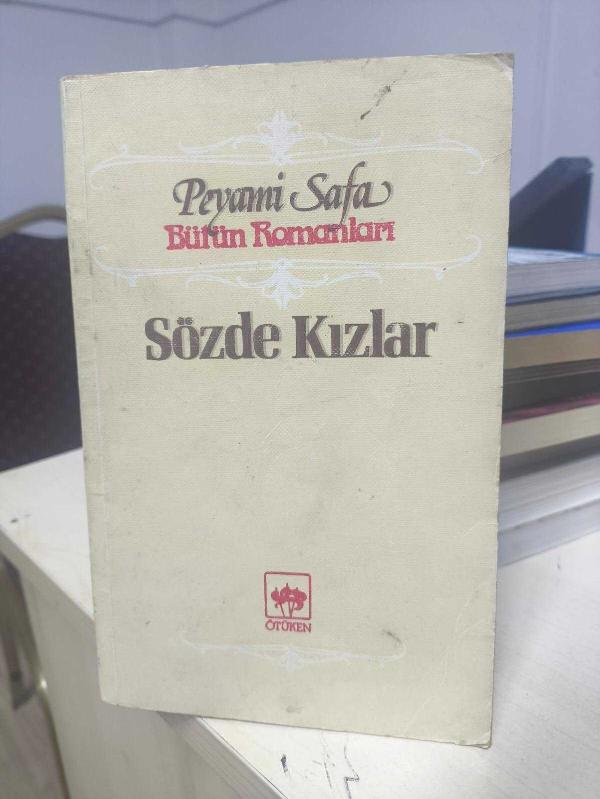 Peyami Safa
Bütün Romanları
Sözde Kızlar
ÖTÜKEN